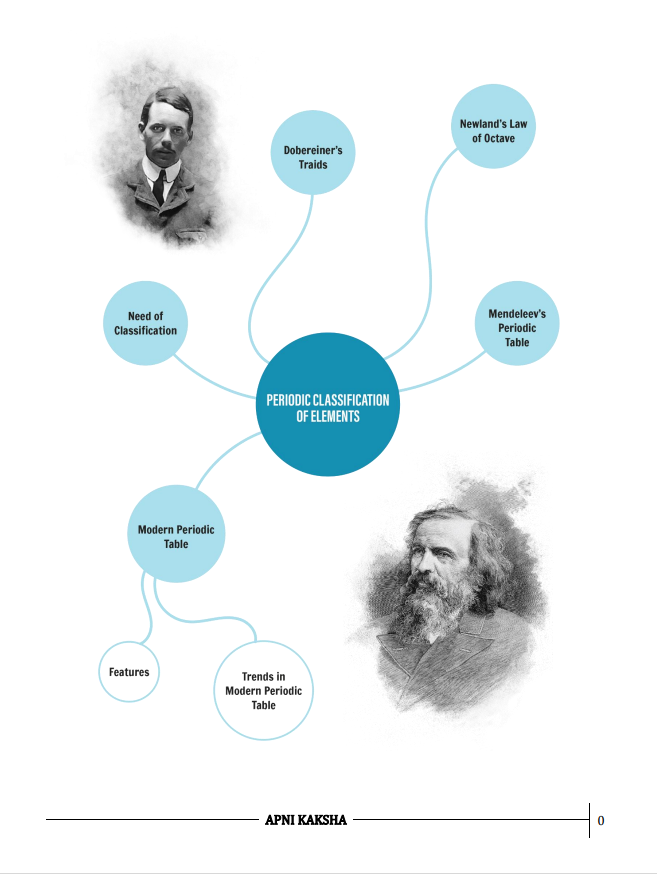 Newland's Law
of Octave
Dobereiner's
Traids
Need of
Classification
Mendeleev's
Periodic
Table
PERIODIC CLASSIFICATION
OF ELEMENTS
Modern Periodic
Table
Features
Trends in
Modern Periodic
Table
APNI KAKSHA
0